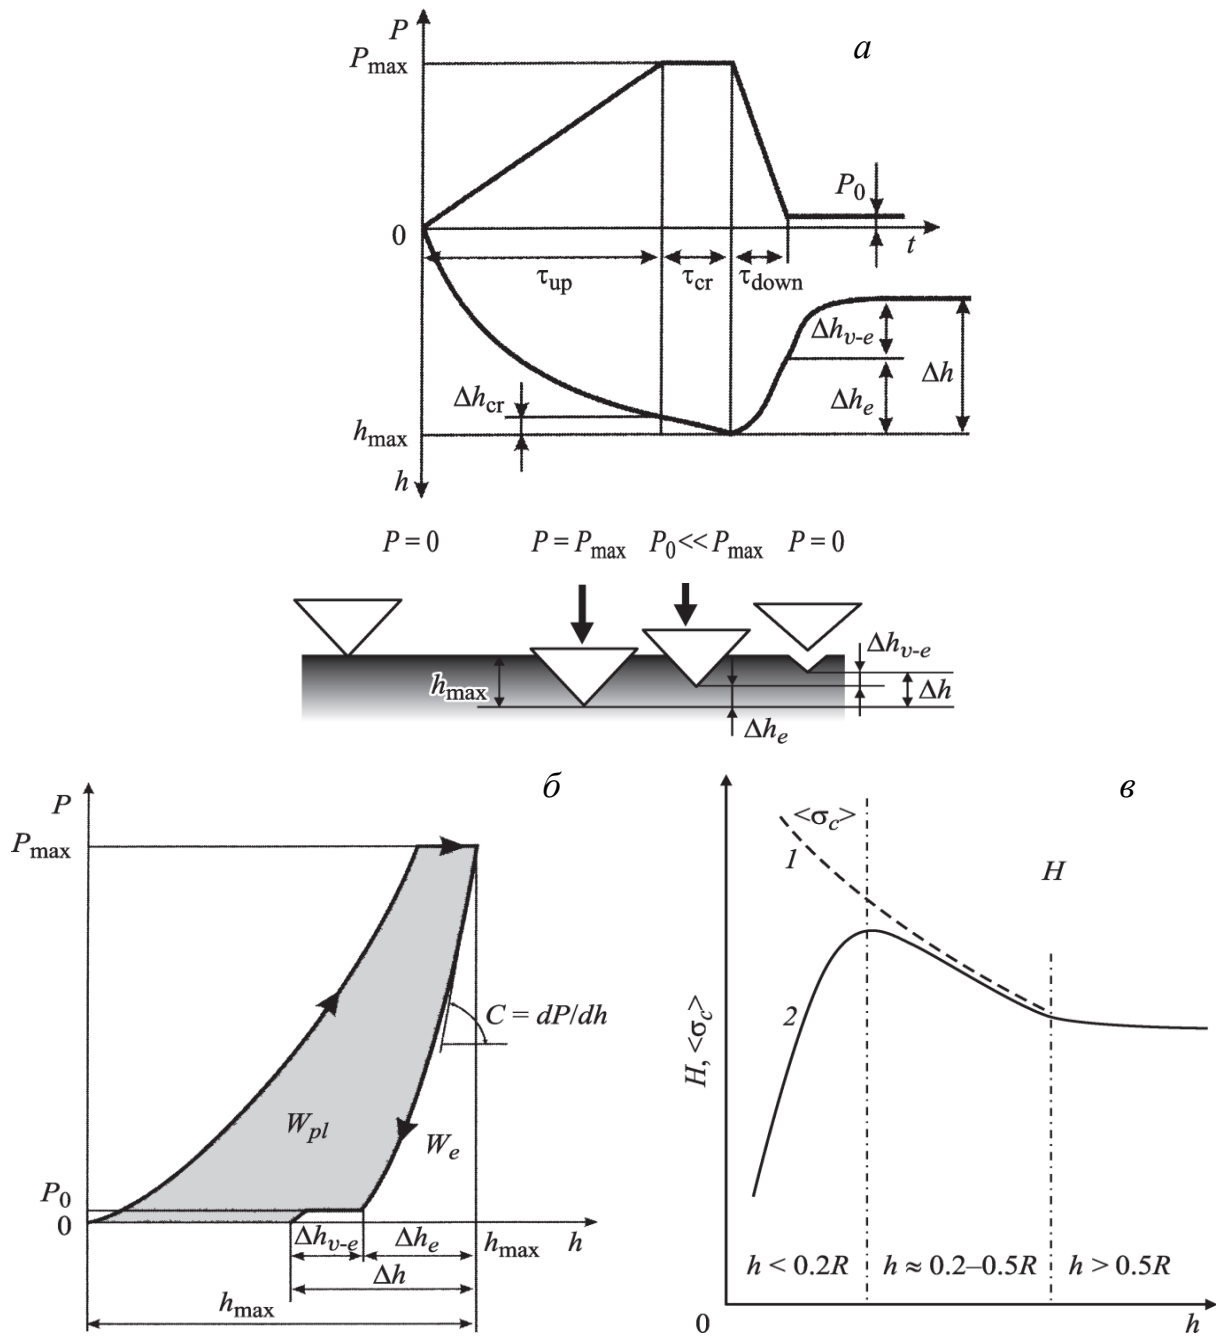 P
P_max
а
P_0
0
t
τ_up
τ_cr
τ_down
Δh_v-e
Δh_cr
Δh_e
Δh
h_max
h
P = 0
P = P_max
P_0 << P_max
P = 0
Δh_v-e
h_max
Δh
Δh_e
б
P
P_max
C = dP/dh
W_pl
W_e
P_0
0
Δh_v-e
Δh_e
h_max
h
Δh
h_max
в
<σ_c>
1
H
2
H, <σ_c>
h < 0.2R
h ≈ 0.2–0.5R
h > 0.5R
0
h